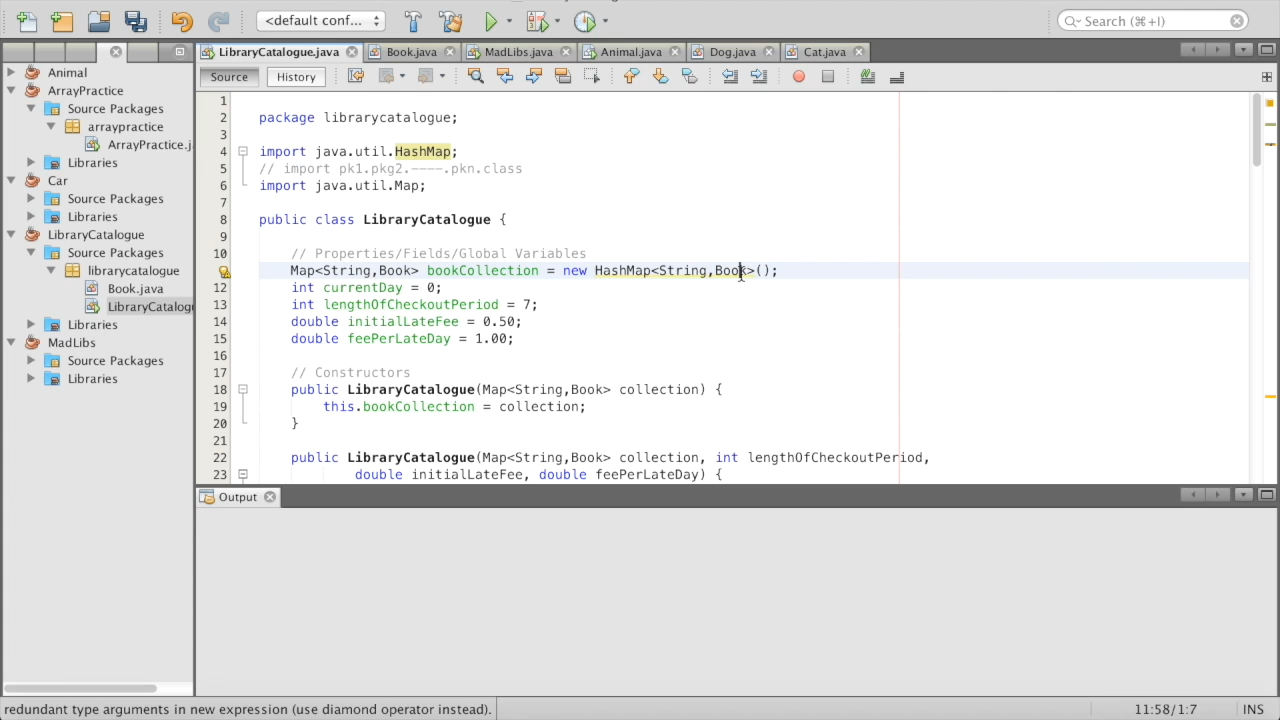 <default conf...
Search (⌘+I)
LibraryCatalogue.java
Book.java
MadLibs.java
Animal.java
Dog.java
Cat.java
Source
History
Animal
ArrayPractice
Source Packages
arraypractice
ArrayPractice.j
Libraries
Car
Source Packages
Libraries
LibraryCatalogue
Source Packages
librarycatalogue
Book.java
LibraryCatalog
Libraries
MadLibs
Source Packages
Libraries
1
2 package librarycatalogue;
3
4 import java.util.HashMap;
5 // import pk1.pkg2.----.pkn.class
6 import java.util.Map;
7
8 public class LibraryCatalogue {
9
10 // Properties/Fields/Global Variables
Map<String,Book> bookCollection = new HashMap<String,Book>();
12 int currentDay = 0;
13 int lengthOfCheckoutPeriod = 7;
14 double initialLateFee = 0.50;
15 double feePerLateDay = 1.00;
16
17 // Constructors
18 public LibraryCatalogue(Map<String,Book> collection) {
19 this.bookCollection = collection;
20 }
21
22 public LibraryCatalogue(Map<String,Book> collection, int lengthOfCheckoutPeriod,
23 double initialLateFee, double feePerLateDay) {
Output
redundant type arguments in new expression (use diamond operator instead).
11:58/1:7
INS